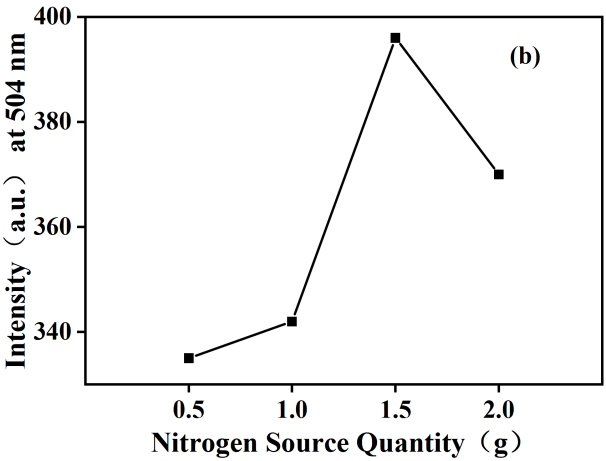 400
(b)
380
360
340
Intensity（a.u.） at 504 nm
0.5 1.0 1.5 2.0
Nitrogen Source Quantity（g）